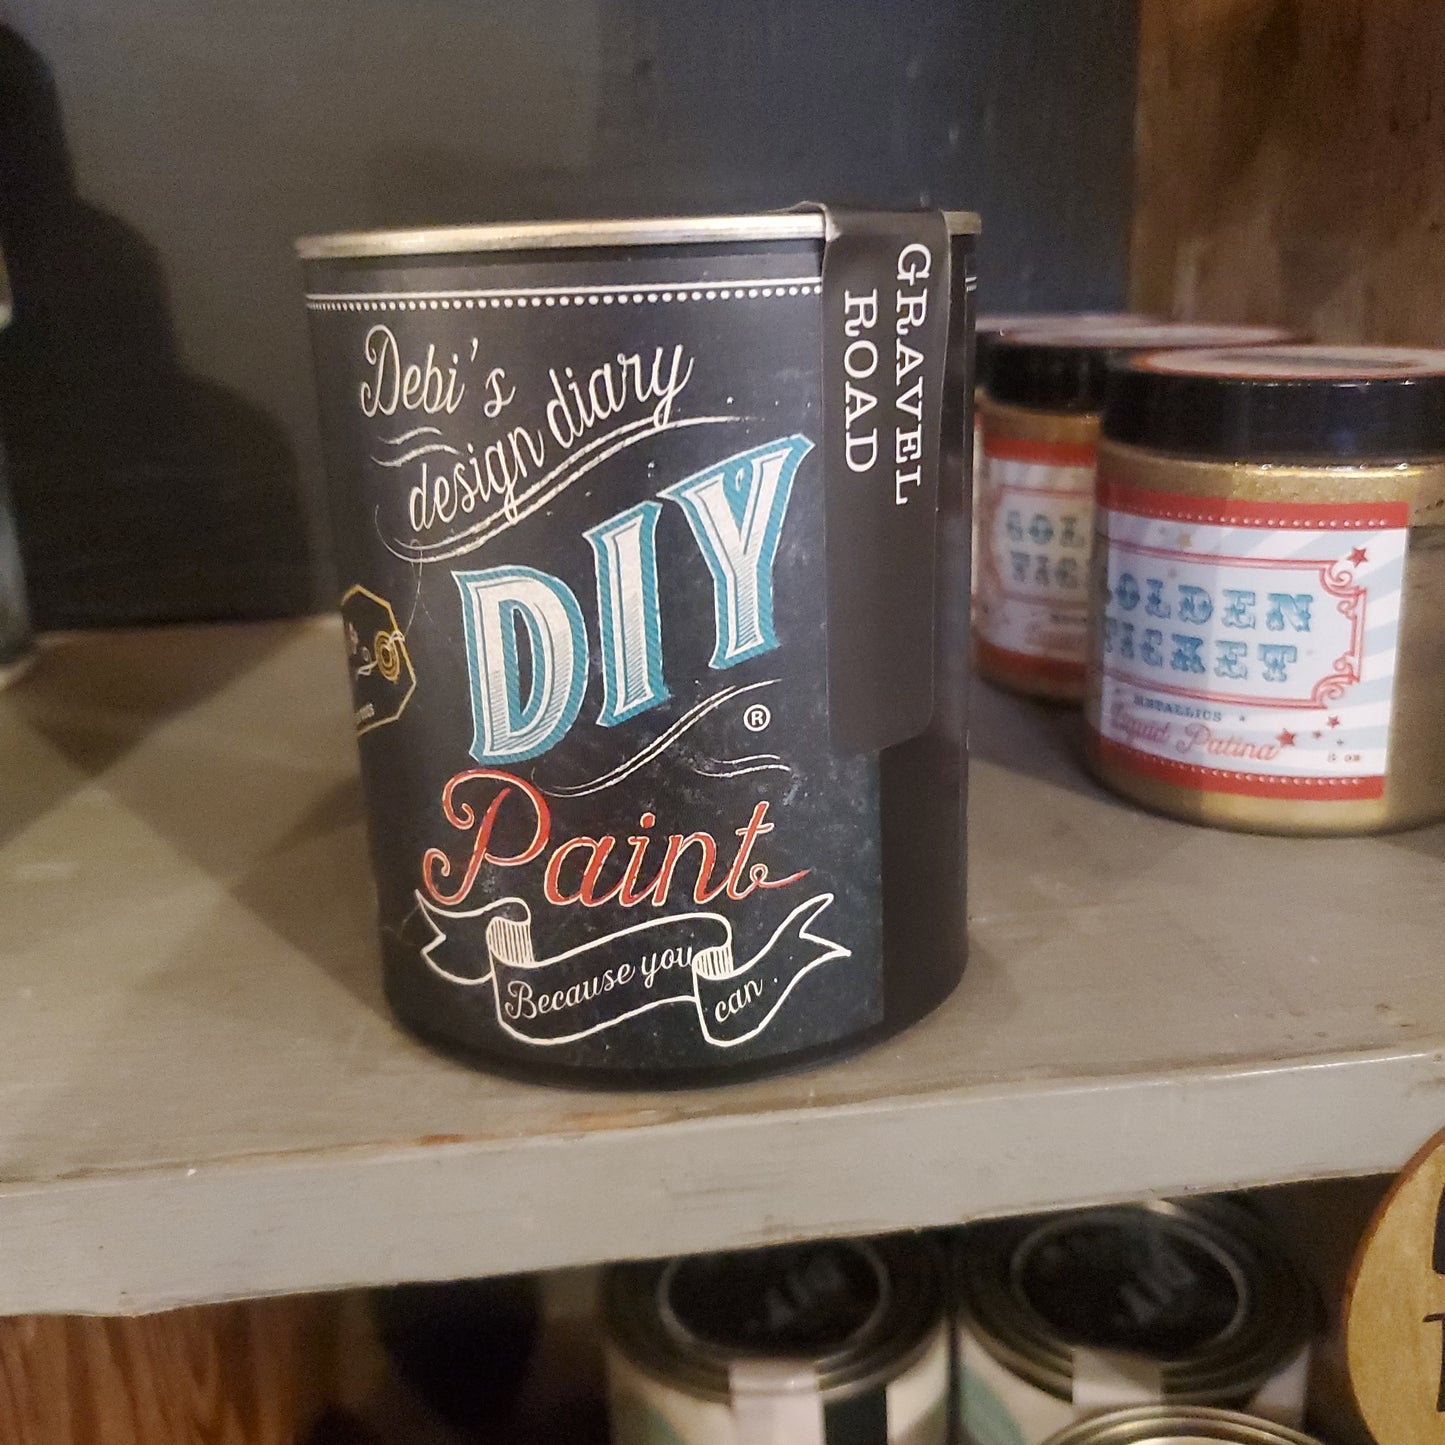 Debi's
design diary
DIY
®
Paint
Because you
can.
GRAVEL
ROAD
GOLDEN
TICKET
METALLICS
Liquid Patina